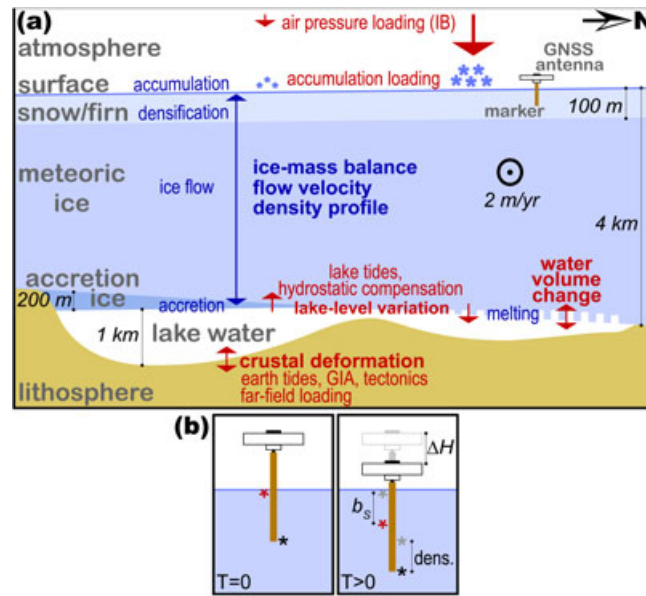 (a)
air pressure loading (IB)
N
atmosphere
GNSS
antenna
surface
accumulation
accumulation loading
snow/firn
densification
marker
100 m
meteoric
ice
ice flow
ice-mass balance
flow velocity
density profile
2 m/yr
4 km
accretion
ice
200 m
accretion
lake tides,
hydrostatic compensation
lake-level variation
melting
water
volume
change
1 km
lake water
crustal deformation
earth tides, GIA, tectonics
far-field loading
lithosphere
(b)
ΔH
b_s
dens.
T=0
T>0